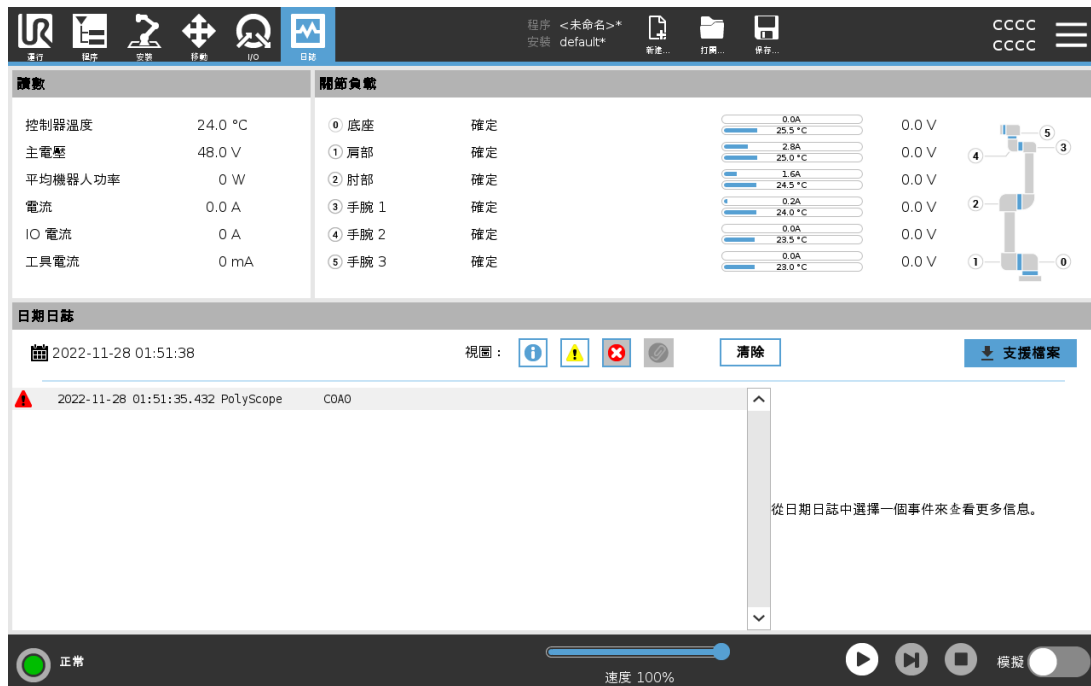 UR
程序 <未命名>*
安裝 default*
CCCC
CCCC
運行 程序 安裝 移動 I/O 日誌 新建... 打開... 保存...
讀數
控制器溫度 24.0 °C
主電壓 48.0 V
平均機器人功率 0 W
電流 0.0 A
IO 電流 0 A
工具電流 0 mA
關節負載
0 底座 確定 0.0A 25.5 °C 0.0 V
1 肩部 確定 2.8A 25.0 °C 0.0 V
2 肘部 確定 1.6A 24.5 °C 0.0 V
3 手腕 1 確定 0.2A 24.0 °C 0.0 V
4 手腕 2 確定 0.0A 23.5 °C 0.0 V
5 手腕 3 確定 0.0A 23.0 °C 0.0 V
5
3
4
2
1 0
日期日誌
2022-11-28 01:51:38 視圖： 清除 支援檔案
2022-11-28 01:51:35.432 PolyScope C0A0
從日期日誌中選擇一個事件來查看更多信息。
正常 速度 100% 模擬